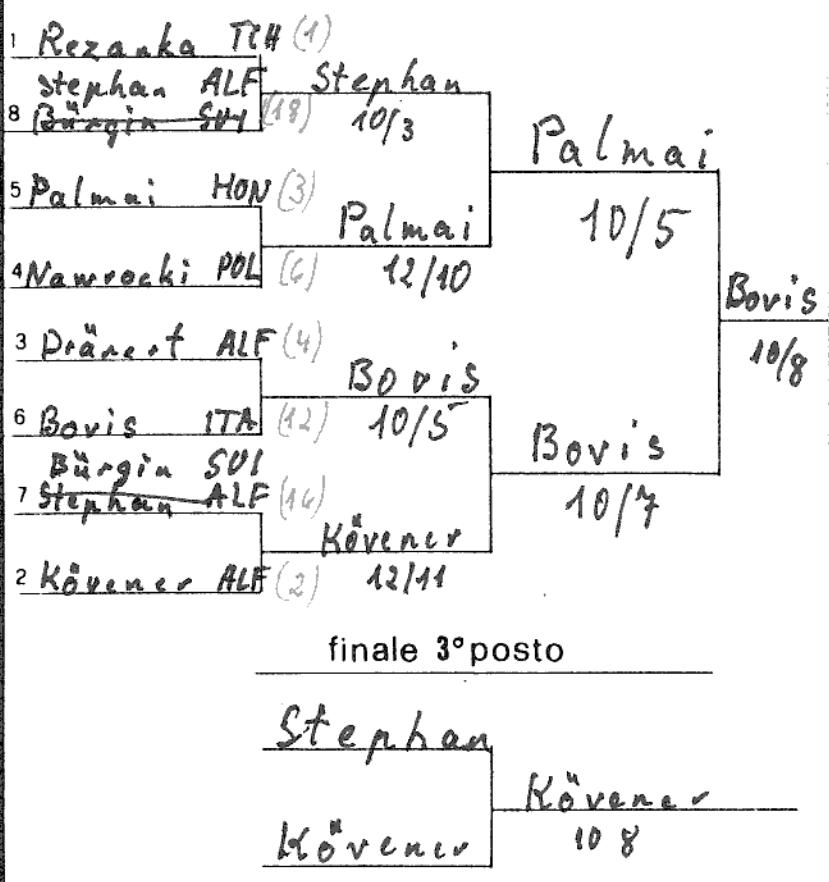 1 Rezanka TCH (1)
Stephan ALF
8 Bürgin SUI (18)
Stephan
10/3
5 Palmai HON (3)
4 Nawrocki POL (6)
Palmai
12/10
Palmai
10/5
3 Dränert ALF (4)
6 Bovis ITA (12)
Bovis
10/5
Bürgin SUI
7 Stephan ALF (16)
2 Kövener ALF (2)
Kövener
12/11
Bovis
10/7
Bovis
10/8
finale 3° posto
Stephan
Kövener
Kövener
10 8